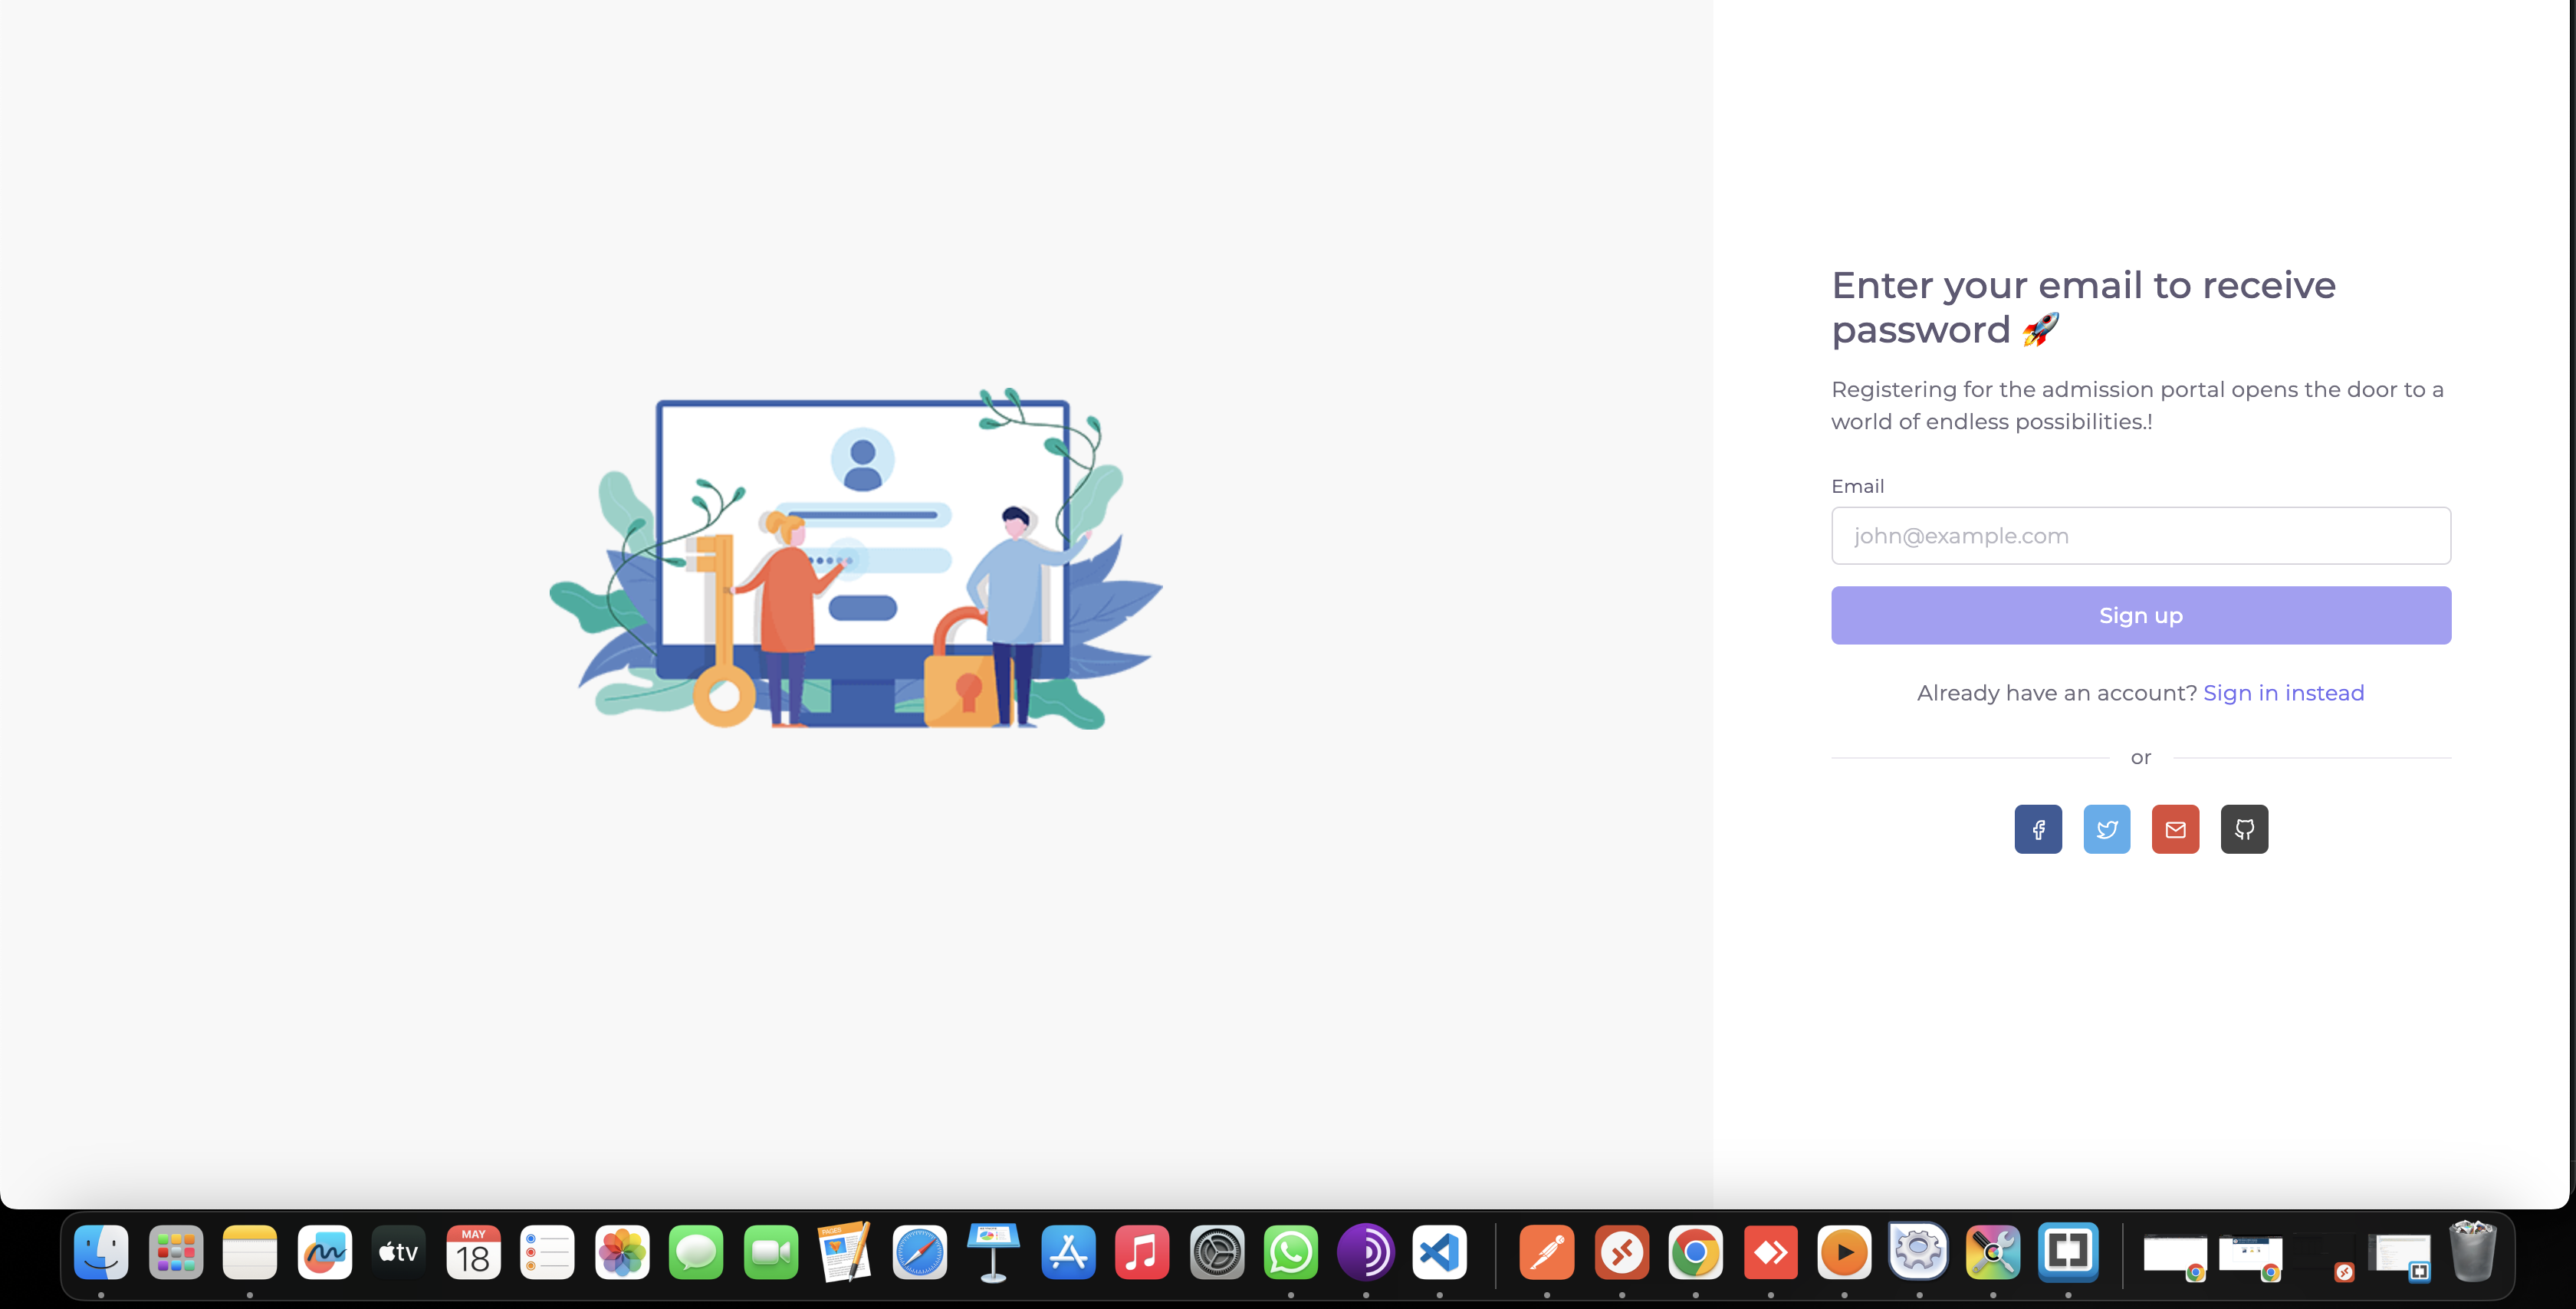 Enter your email to receive
password 🚀
Registering for the admission portal opens the door to a
world of endless possibilities.!
Email
john@example.com
Sign up
Already have an account? Sign in instead
or
tv
MAY
18